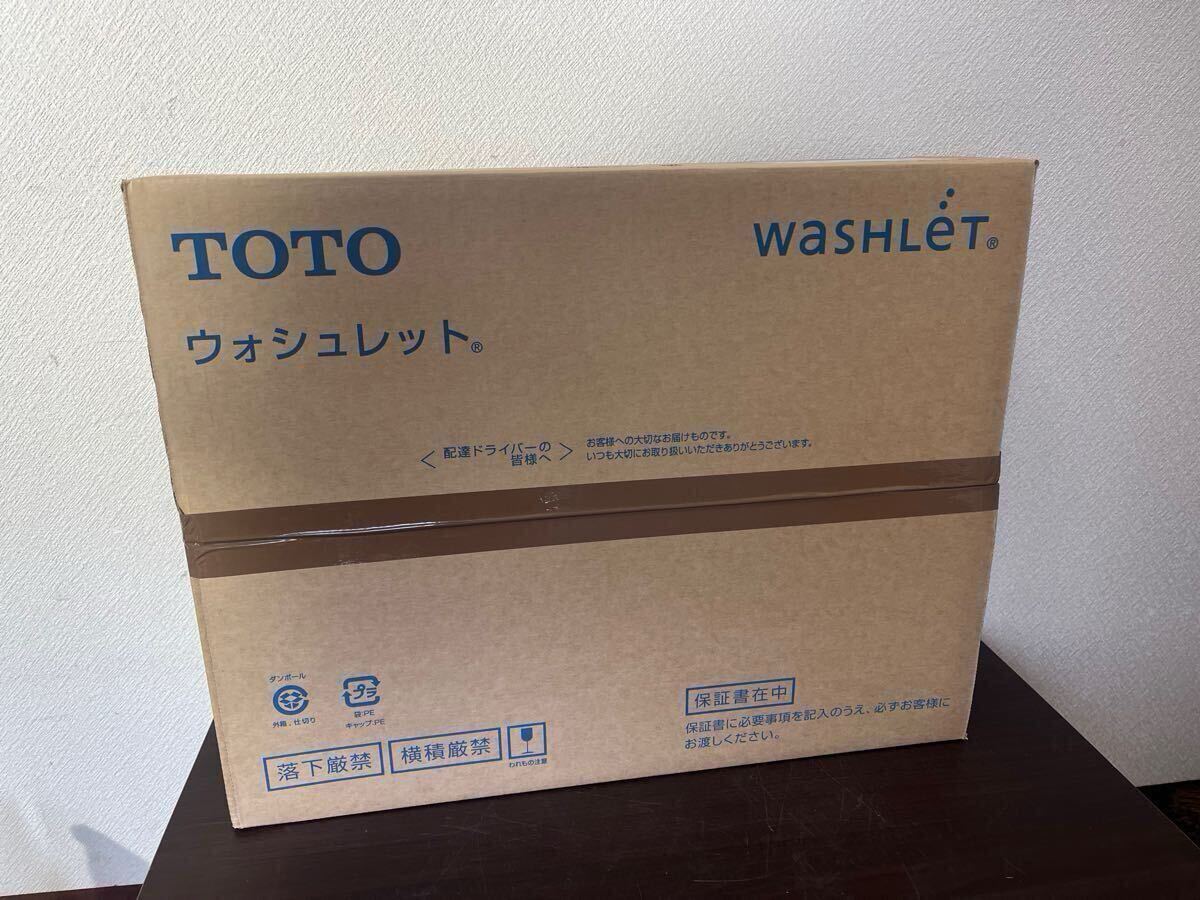 TOTO
WASHLET®
ウォシュレット®
〈配達ドライバーの
皆様へ〉
お客様への大切なお届けものです。
いつも大切にお取り扱いいただきありがとうございます。
ダンボール
外箱、仕切り
プラ
袋:PE
キャップ:PE
落下厳禁
横積厳禁
われもの注意
保証書在中
保証書に必要事項を記入のうえ、必ずお客様に
お渡しください。